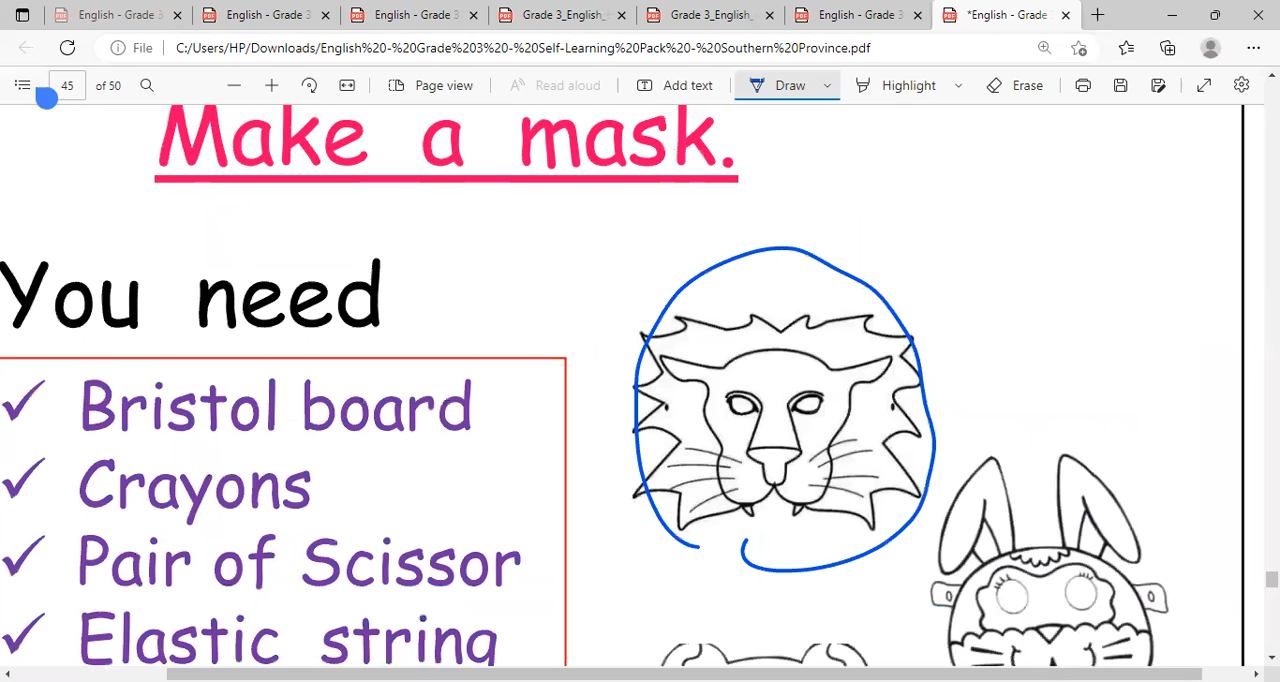 English - Grade 3
English - Grade 3
English - Grade 3
Grade 3_English_
Grade 3_English_
English - Grade 3
*English - Grade
File
C:/Users/HP/Downloads/English%20-%20Grade%203%20-%20Self-Learning%20Pack%20-%20Southern%20Province.pdf
45 of 50
Page view
Read aloud
Add text
Draw
Highlight
Erase
Make a mask.
You need
✓ Bristol board
✓ Crayons
✓ Pair of Scissor
✓ Elastic string